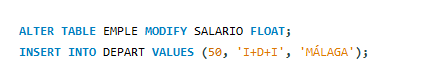 ALTER TABLE EMPLE MODIFY SALARIO FLOAT;
INSERT INTO DEPART VALUES (50, 'I+D+I', 'MÁLAGA');